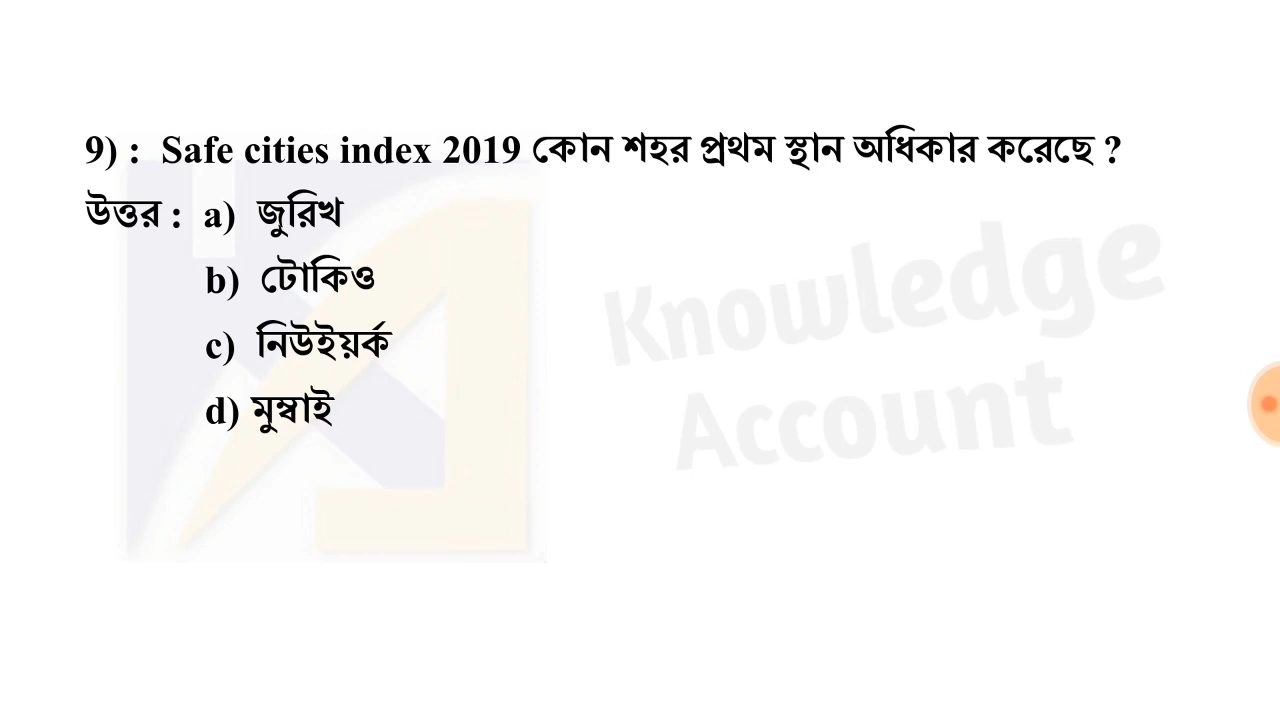 9) : Safe cities index 2019 কোন শহর প্রথম স্থান অধিকার করেছে ?
উত্তর : a) জুরিখ
b) টোকিও
c) নিউইয়র্ক
d) মুম্বাই
Knowledge
Account